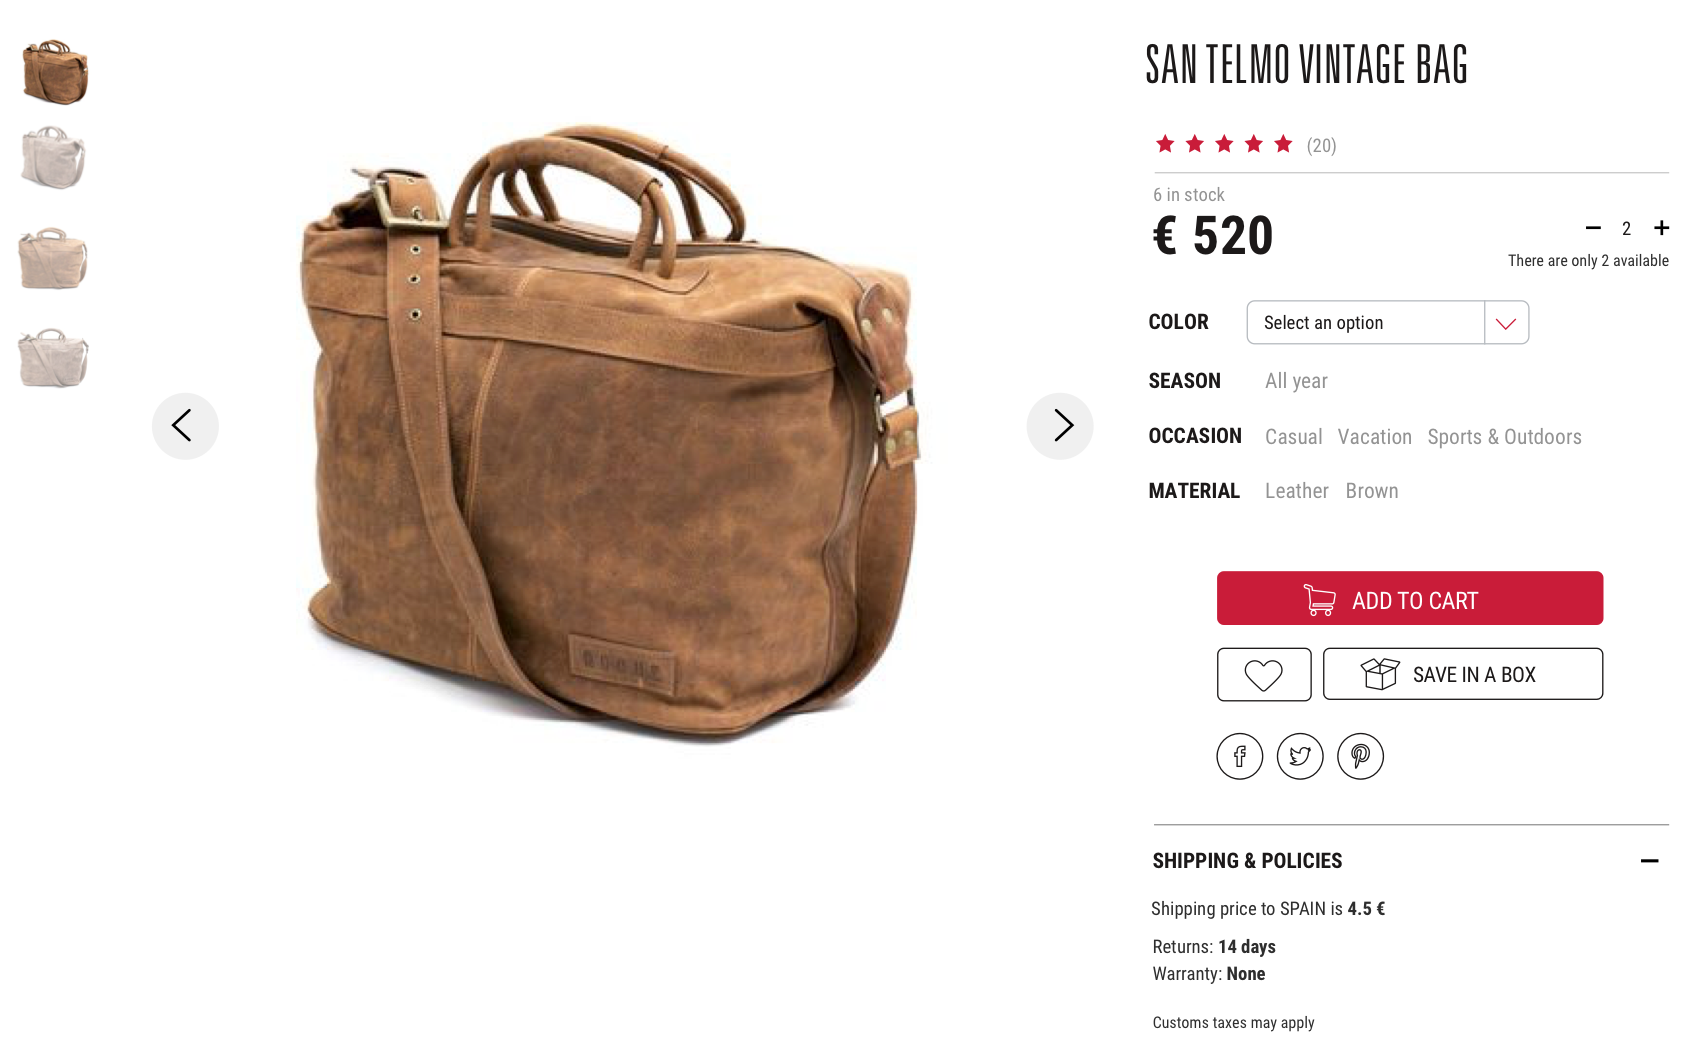 SAN TELMO VINTAGE BAG
(20)
6 in stock
€ 520
2
There are only 2 available
COLOR Select an option
SEASON All year
OCCASION Casual Vacation Sports & Outdoors
MATERIAL Leather Brown
ADD TO CART
SAVE IN A BOX
SHIPPING & POLICIES
Shipping price to SPAIN is 4.5 €
Returns: 14 days
Warranty: None
Customs taxes may apply